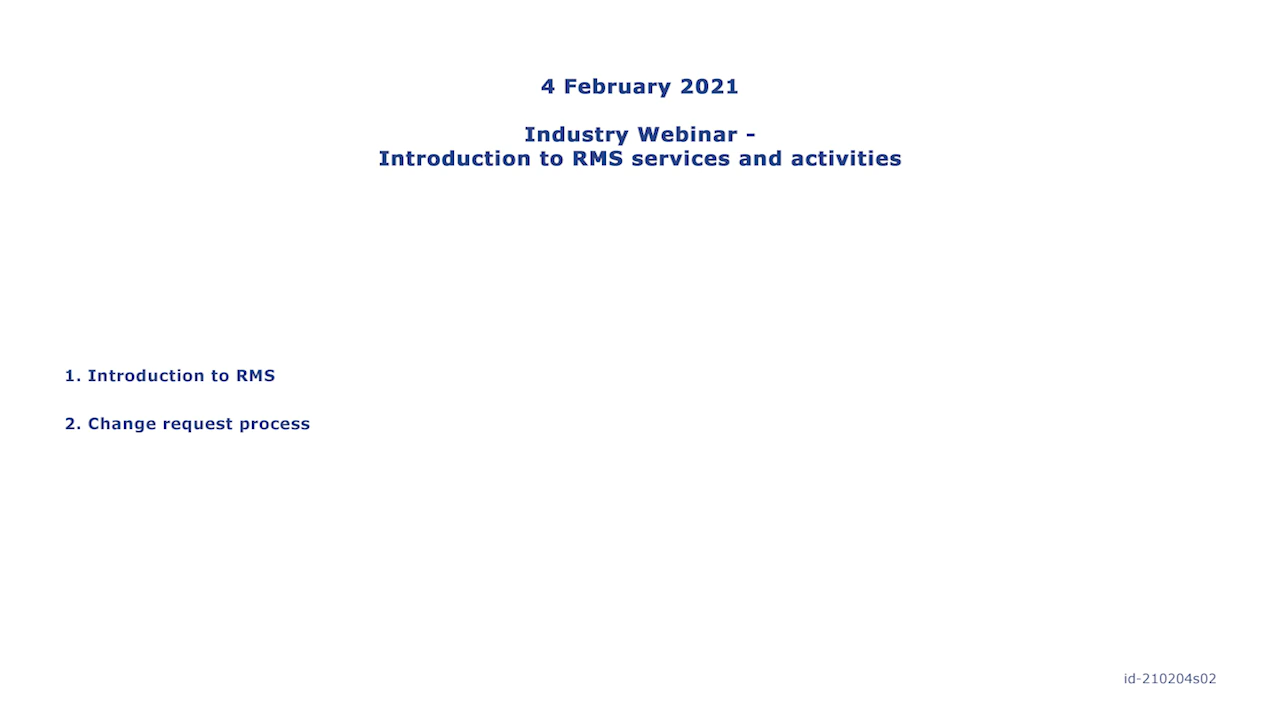 4 February 2021
Industry Webinar -
Introduction to RMS services and activities
1. Introduction to RMS
2. Change request process
id-210204s02